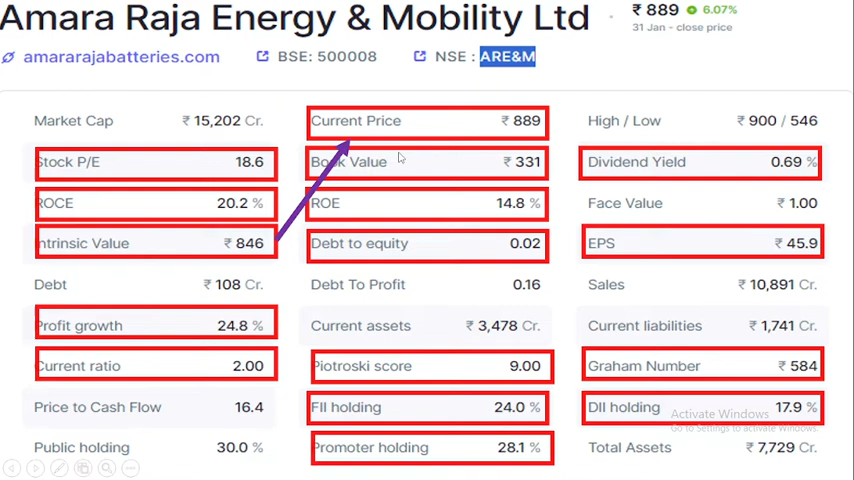 Amara Raja Energy & Mobility Ltd
₹ 889 6.07%
31 Jan - close price
amararajabatteries.com BSE: 500008 NSE : ARE&M
Market Cap ₹ 15,202 Cr. Current Price ₹ 889 High / Low ₹ 900 / 546
Stock P/E 18.6 Book Value ₹ 331 Dividend Yield 0.69 %
ROCE 20.2 % ROE 14.8 % Face Value ₹ 1.00
Intrinsic Value ₹ 846 Debt to equity 0.02 EPS ₹ 45.9
Debt ₹ 108 Cr. Debt To Profit 0.16 Sales ₹ 10,891 Cr.
Profit growth 24.8 % Current assets ₹ 3,478 Cr. Current liabilities ₹ 1,741 Cr.
Current ratio 2.00 Piotroski score 9.00 Graham Number ₹ 584
Price to Cash Flow 16.4 FII holding 24.0 % DII holding 17.9 %
Activate Windows
Go to Settings to activate Windows.
Public holding 30.0 % Promoter holding 28.1 % Total Assets ₹ 7,729 Cr.